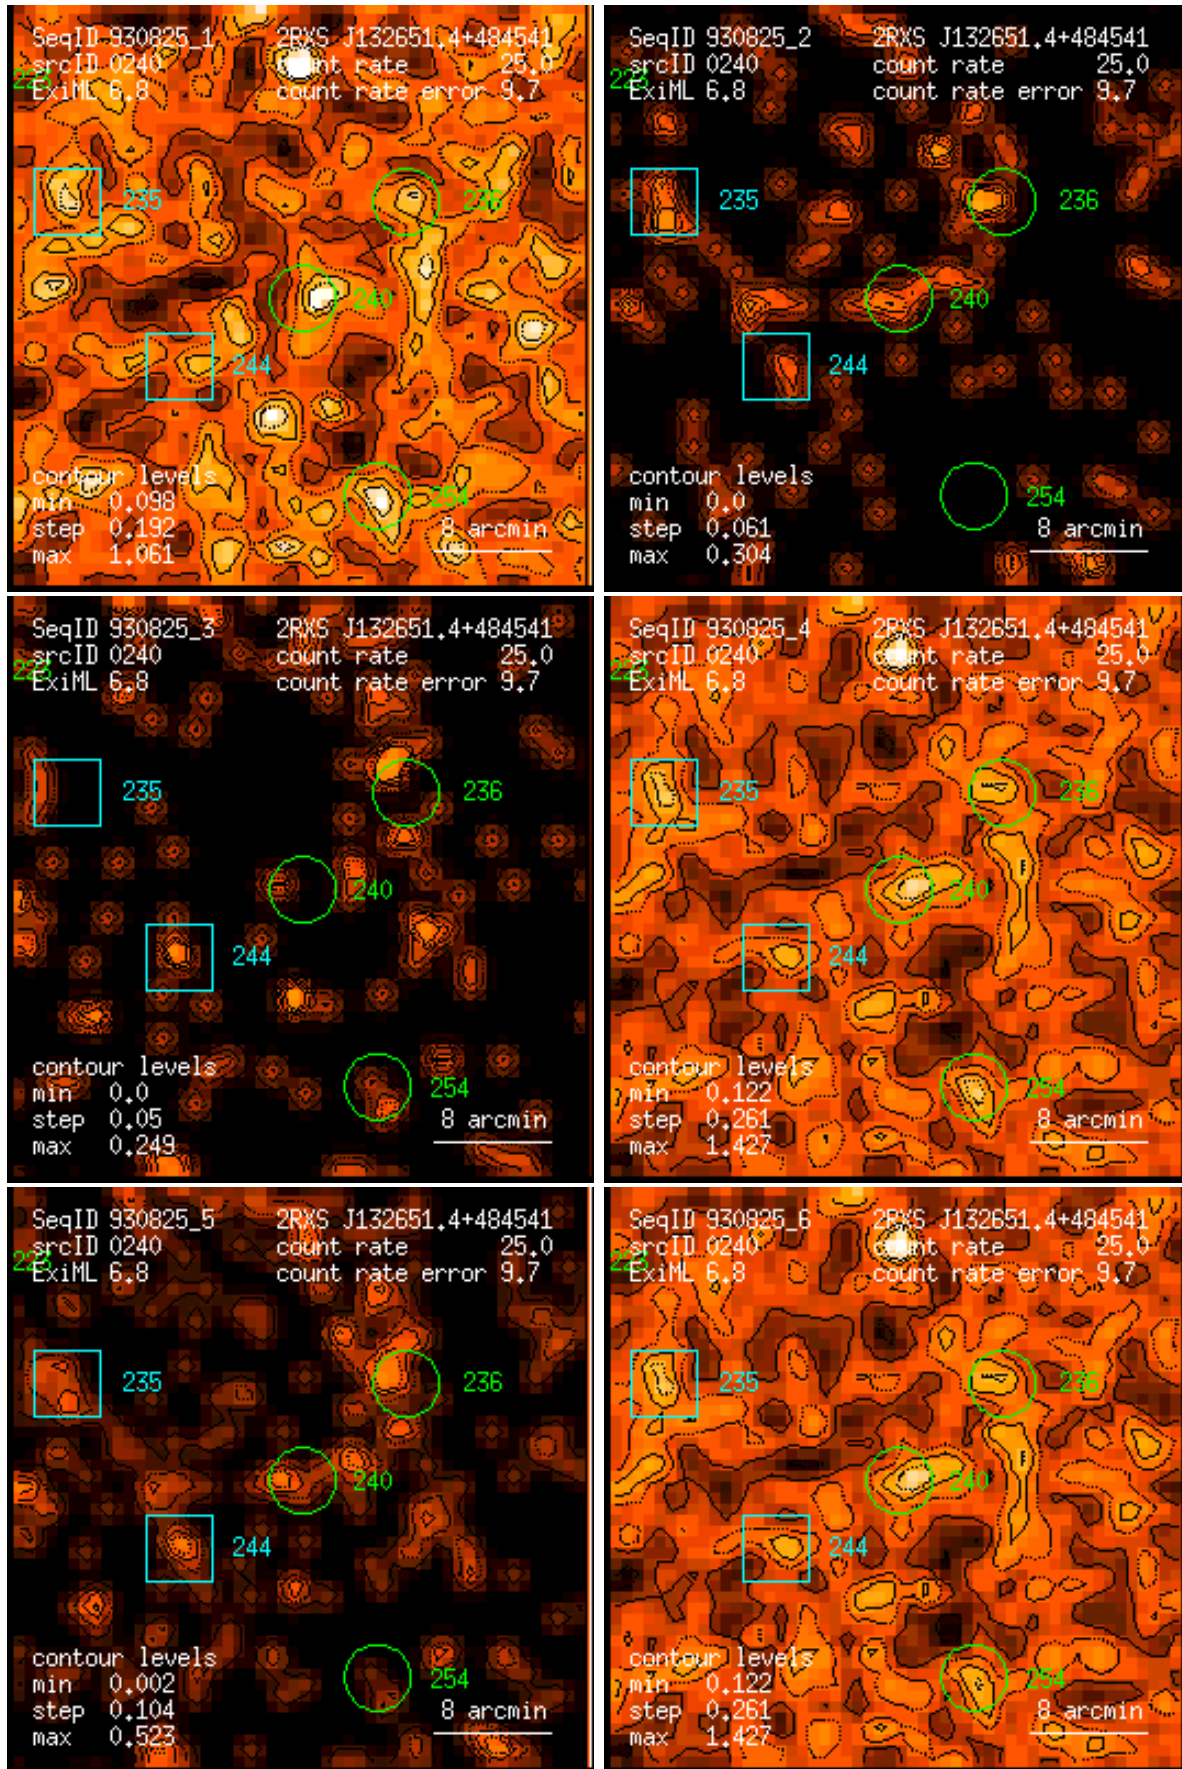 SeqID 930825_1 2RXS J132651.4+484541
srcID 0240 count rate 25.0
ExiML 6.8 count rate error 9.7
235
236
240
244
contour levels
min 0.098
254
step 0.192
8 arcmin
max 1.061
SeqID 930825_2 2RXS J132651.4+484541
srcID 0240 count rate 25.0
ExiML 6.8 count rate error 9.7
235
236
240
244
contour levels
min 0.0
254
step 0.061
8 arcmin
max 0.304
SeqID 930825_3 2RXS J132651.4+484541
srcID 0240 count rate 25.0
ExiML 6.8 count rate error 9.7
235
236
240
244
contour levels
min 0.0
254
step 0.05
8 arcmin
max 0.249
SeqID 930825_4 2RXS J132651.4+484541
srcID 0240 count rate 25.0
ExiML 6.8 count rate error 9.7
235
236
240
244
contour levels
min 0.122
254
step 0.261
8 arcmin
max 1.427
SeqID 930825_5 2RXS J132651.4+484541
srcID 0240 count rate 25.0
ExiML 6.8 count rate error 9.7
235
236
240
244
contour levels
min 0.002
254
step 0.104
8 arcmin
max 0.523
SeqID 930825_6 2RXS J132651.4+484541
srcID 0240 count rate 25.0
ExiML 6.8 count rate error 9.7
235
236
240
244
contour levels
min 0.122
254
step 0.261
8 arcmin
max 1.427